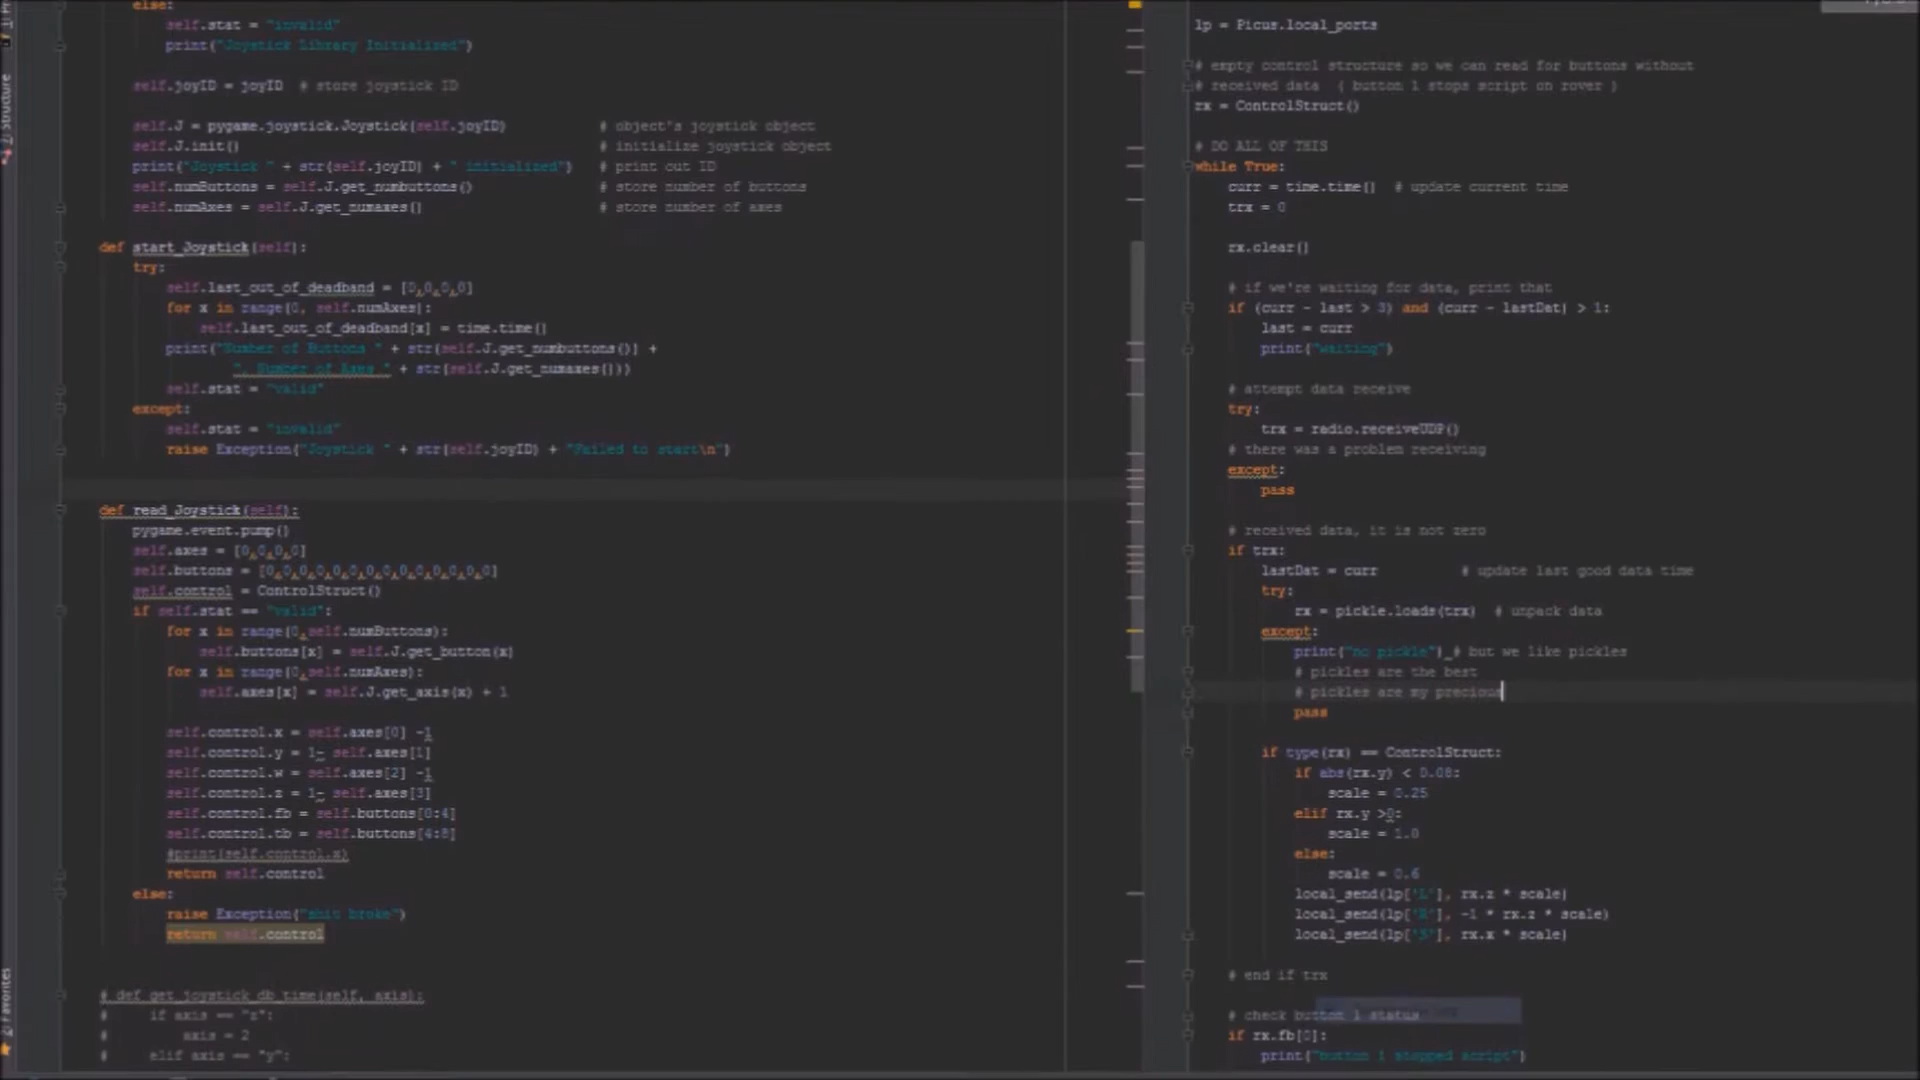 else:
self.stat = "invalid"
print("Joystick Library Initialized")
self.joyID = joyID # store joystick ID
self.J = pygame.joystick.Joystick(self.joyID) # object's joystick object
self.J.init() # initialize joystick object
print("Joystick " + str(self.joyID) + " initialized") # print out ID
self.numButtons = self.J.get_numbuttons() # store number of buttons
self.numAxes = self.J.get_numaxes() # store number of axes
def start_Joystick(self):
try:
self.last_out_of_deadband = [0,0,0,0]
for x in range(0, self.numAxes):
self.last_out_of_deadband[x] = time.time()
print("Number of Buttons " + str(self.J.get_numbuttons()) +
", Number of Axes " + str(self.J.get_numaxes()))
self.stat = "valid"
except:
self.stat = "invalid"
raise Exception("Joystick " + str(self.joyID) + "Failed to start\n")
def read_Joystick(self):
pygame.event.pump()
self.axes = [0,0,0,0]
self.buttons = [0,0,0,0,0,0,0,0,0,0,0,0,0,0]
self.control = ControlStruct()
if self.stat == "valid":
for x in range(0,self.numButtons):
self.buttons[x] = self.J.get_button(x)
for x in range(0,self.numAxes):
self.axes[x] = self.J.get_axis(x) + 1
self.control.x = self.axes[0] -1
self.control.y = 1- self.axes[1]
self.control.w = self.axes[2] -1
self.control.z = 1- self.axes[3]
self.control.fb = self.buttons[0:4]
self.control.tb = self.buttons[4:8]
#print(self.control.x)
return self.control
else:
raise Exception("shit broke")
return self.control
# def get_joystick_db_time(self, axis):
# if axis == "z":
# axis = 2
# elif axis == "y":
lp = Picus.local_ports
# empty control structure so we can read for buttons without
# received data ( button 1 stops script on rover )
rx = ControlStruct()
# DO ALL OF THIS
while True:
curr = time.time() # update current time
trx = 0
rx.clear()
# if we're waiting for data, print that
if (curr - last > 3) and (curr - lastDat) > 1:
last = curr
print("waiting")
# attempt data receive
try:
trx = radio.receiveUDP()
# there was a problem receiving
except:
pass
# received data, it is not zero
if trx:
lastDat = curr # update last good data time
try:
rx = pickle.loads(trx) # unpack data
except:
print("no pickle") # but we like pickles
# pickles are the best
# pickles are my precious
pass
if type(rx) == ControlStruct:
if abs(rx.y) < 0.08:
scale = 0.25
elif rx.y >0:
scale = 1.0
else:
scale = 0.6
local_send(lp['L'], rx.z * scale)
local_send(lp['R'], -1 * rx.z * scale)
local_send(lp['S'], rx.x * scale)
# end if trx
# check button 1 status
if rx.fb[0]:
print("button 1 stopped script")
Structure
2: Favorites